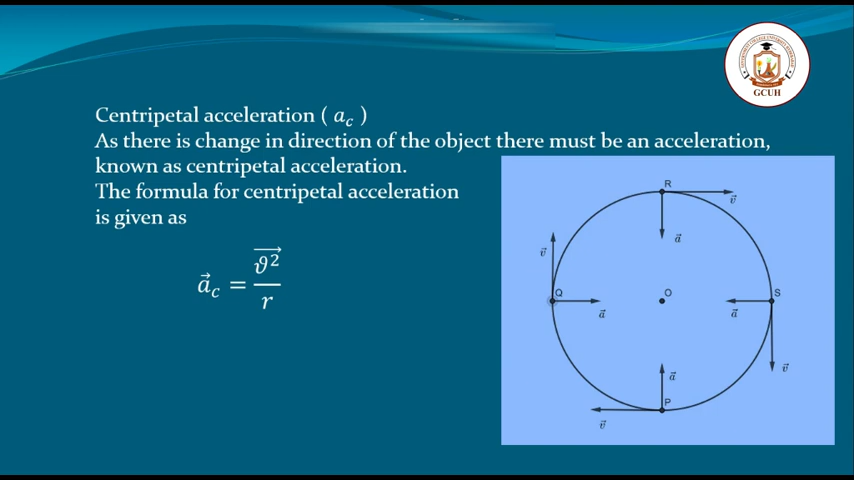 Centripetal acceleration ( a_c )
As there is change in direction of the object there must be an acceleration,
known as centripetal acceleration.
The formula for centripetal acceleration
is given as
a⃗_c = ϑ²⃗ / r
GCUH
R
v⃗
a⃗
v⃗
Q
O
S
a⃗
a⃗
v⃗
a⃗
P
v⃗